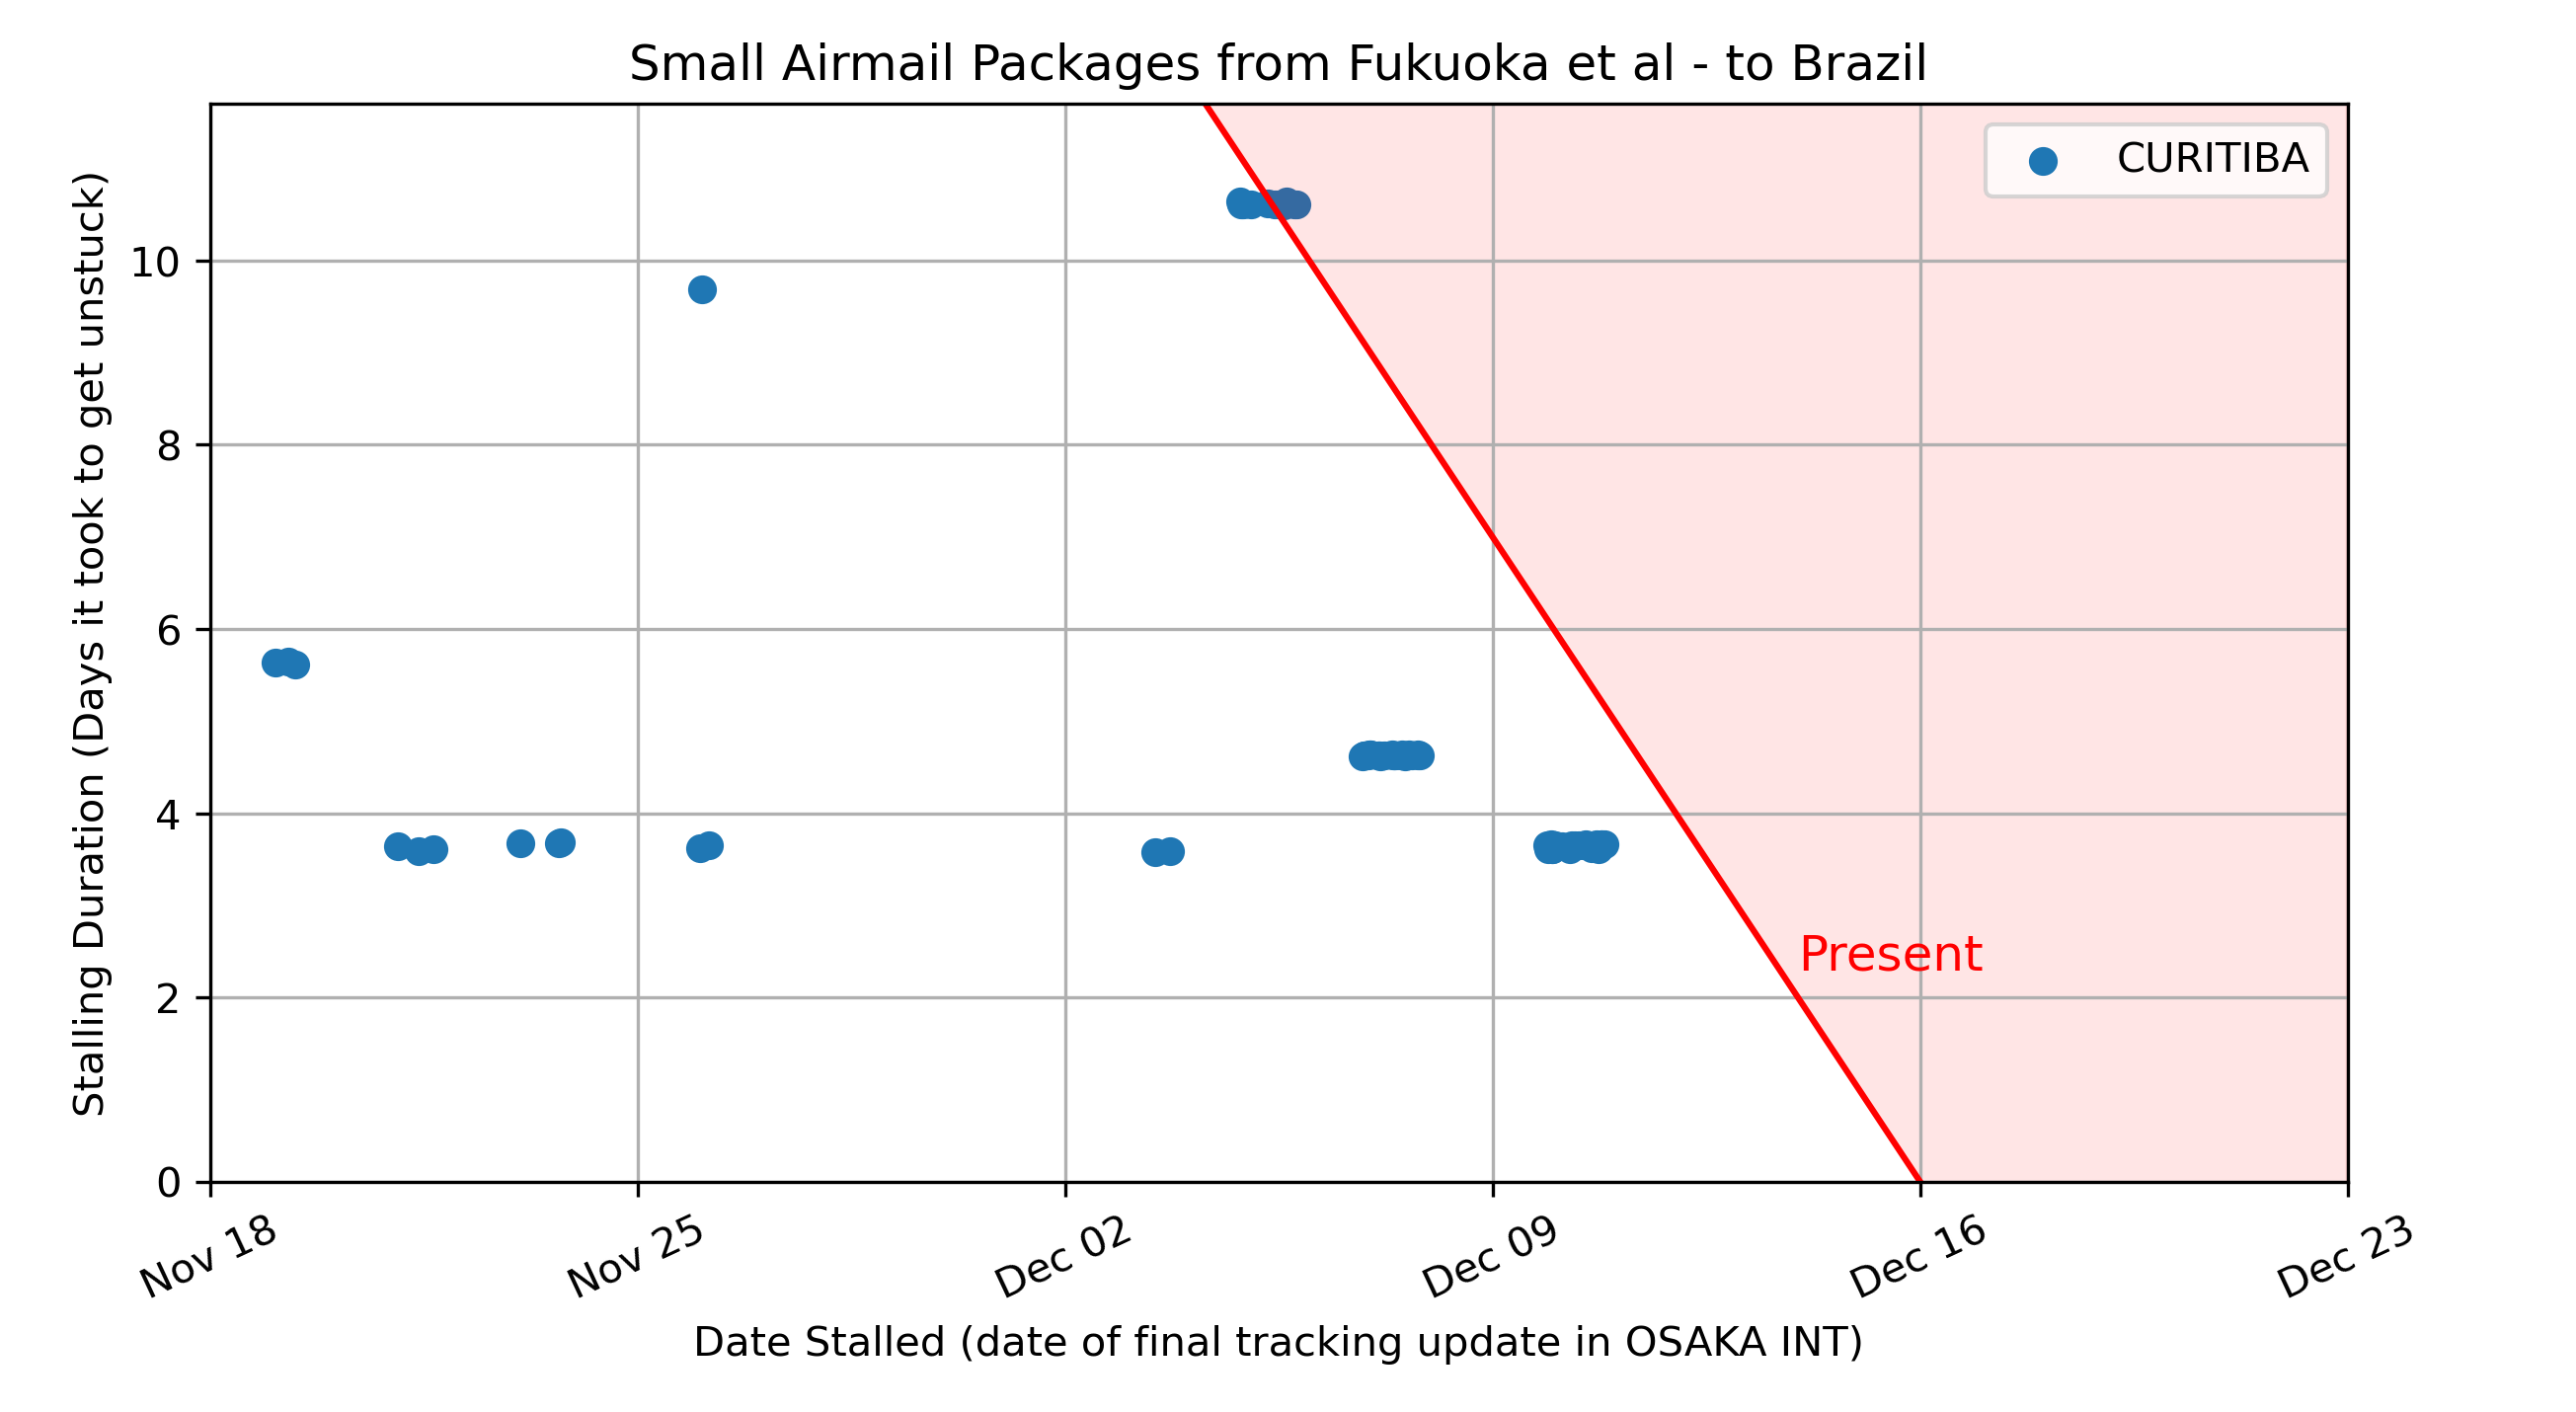 Small Airmail Packages from Fukuoka et al - to Brazil
CURITIBA
Stalling Duration (Days it took to get unstuck)
10
8
6
4
2
0
Present
Nov 18
Nov 25
Dec 02
Dec 09
Dec 16
Dec 23
Date Stalled (date of final tracking update in OSAKA INT)